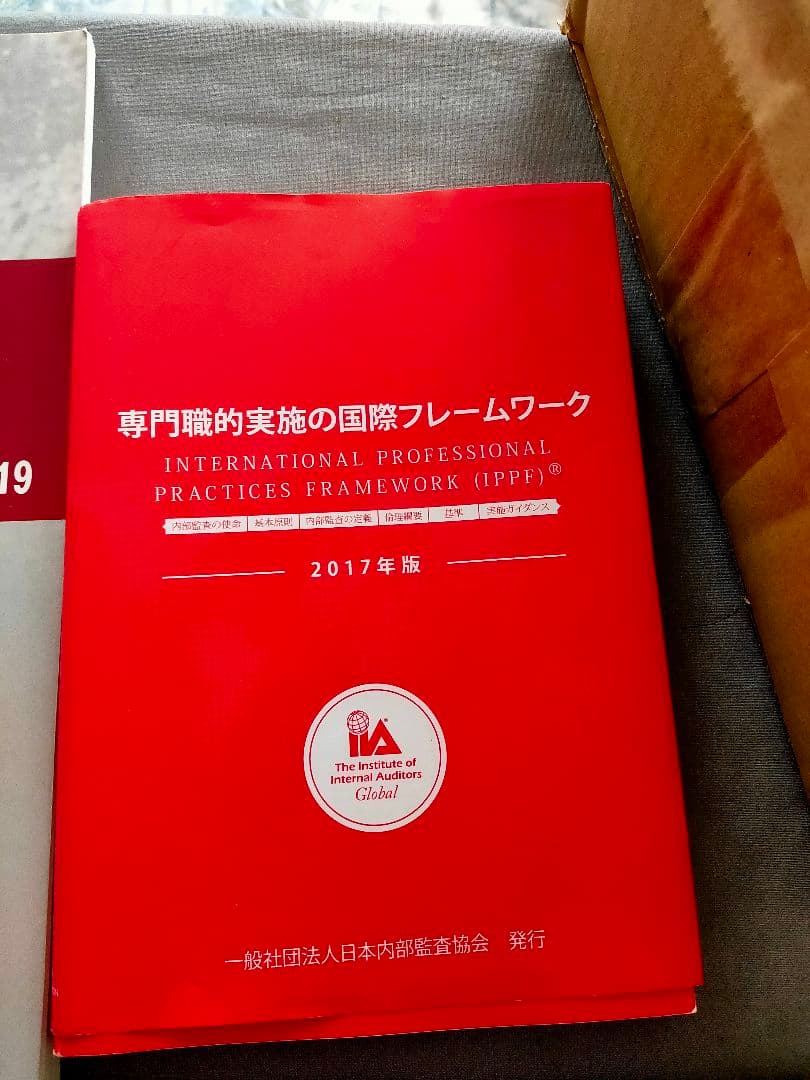 19
専門職的実施の国際フレームワーク
INTERNATIONAL PROFESSIONAL
PRACTICES FRAMEWORK (IPPF)®
内部監査の使命 基本原則 内部監査の定義 倫理綱要 基準 実施ガイダンス
2017年版
IIA
The Institute of
Internal Auditors
Global
一般社団法人日本内部監査協会 発行